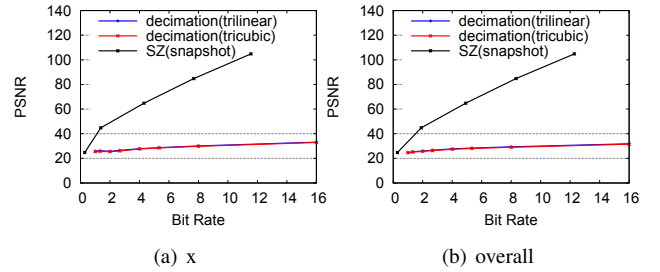 decimation(trilinear)
decimation(tricubic)
SZ(snapshot)
140
120
100
80
60
40
20
0
PSNR
0 2 4 6 8 10 12 14 16
Bit Rate
(a) x
decimation(trilinear)
decimation(tricubic)
SZ(snapshot)
140
120
100
80
60
40
20
0
PSNR
0 2 4 6 8 10 12 14 16
Bit Rate
(b) overall